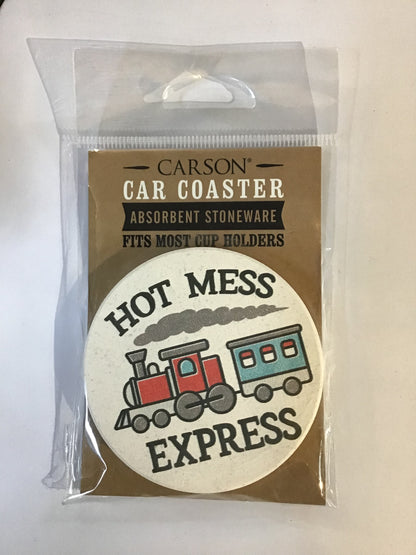 CARSON®
CAR COASTER
ABSORBENT STONEWARE
FITS MOST CUP HOLDERS
HOT MESS
EXPRESS